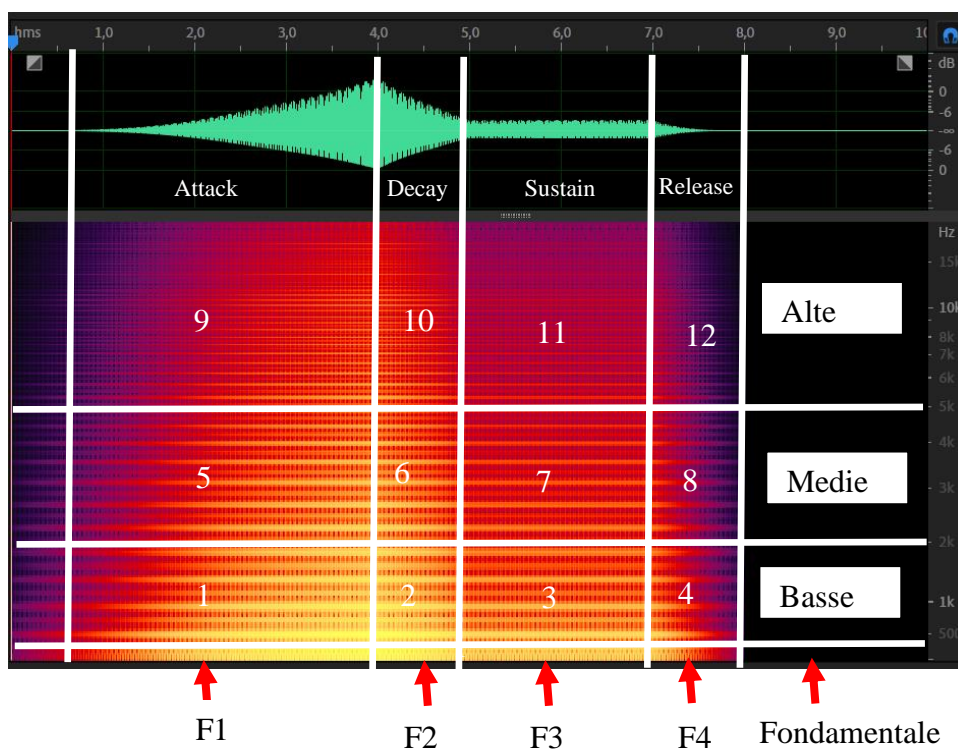 hms 1,0 2,0 3,0 4,0 5,0 6,0 7,0 8,0 9,0
dB
0
-6
-∞
-6
0
Attack Decay Sustain Release
Hz
15k
9 10 11 12 Alte
10k
8k
7k
6k
5k
4k
5 6 7 8 Medie
3k
2k
1 2 3 4 Basse
1k
500
F1 F2 F3 F4 Fondamentale